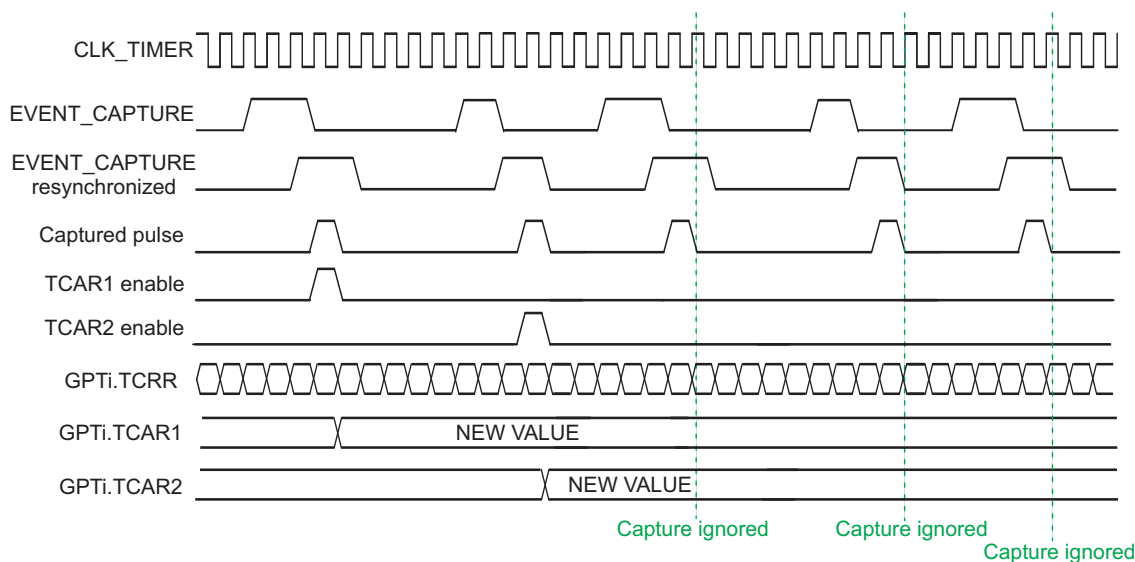 CLK_TIMER
EVENT_CAPTURE
EVENT_CAPTURE
resynchronized
Captured pulse
TCAR1 enable
TCAR2 enable
GPTi.TCRR
GPTi.TCAR1
NEW VALUE
GPTi.TCAR2
NEW VALUE
Capture ignored
Capture ignored
Capture ignored